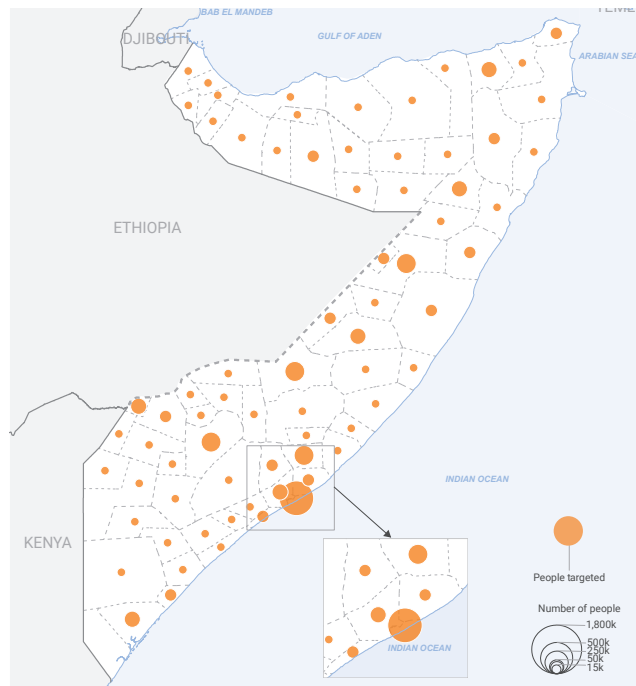 BAB EL MANDEB
DJIBOUTI
GULF OF ADEN
ARABIAN SEA
ETHIOPIA
INDIAN OCEAN
KENYA
People targeted
INDIAN OCEAN
Number of people
1,800k
500k
250k
50k
15k